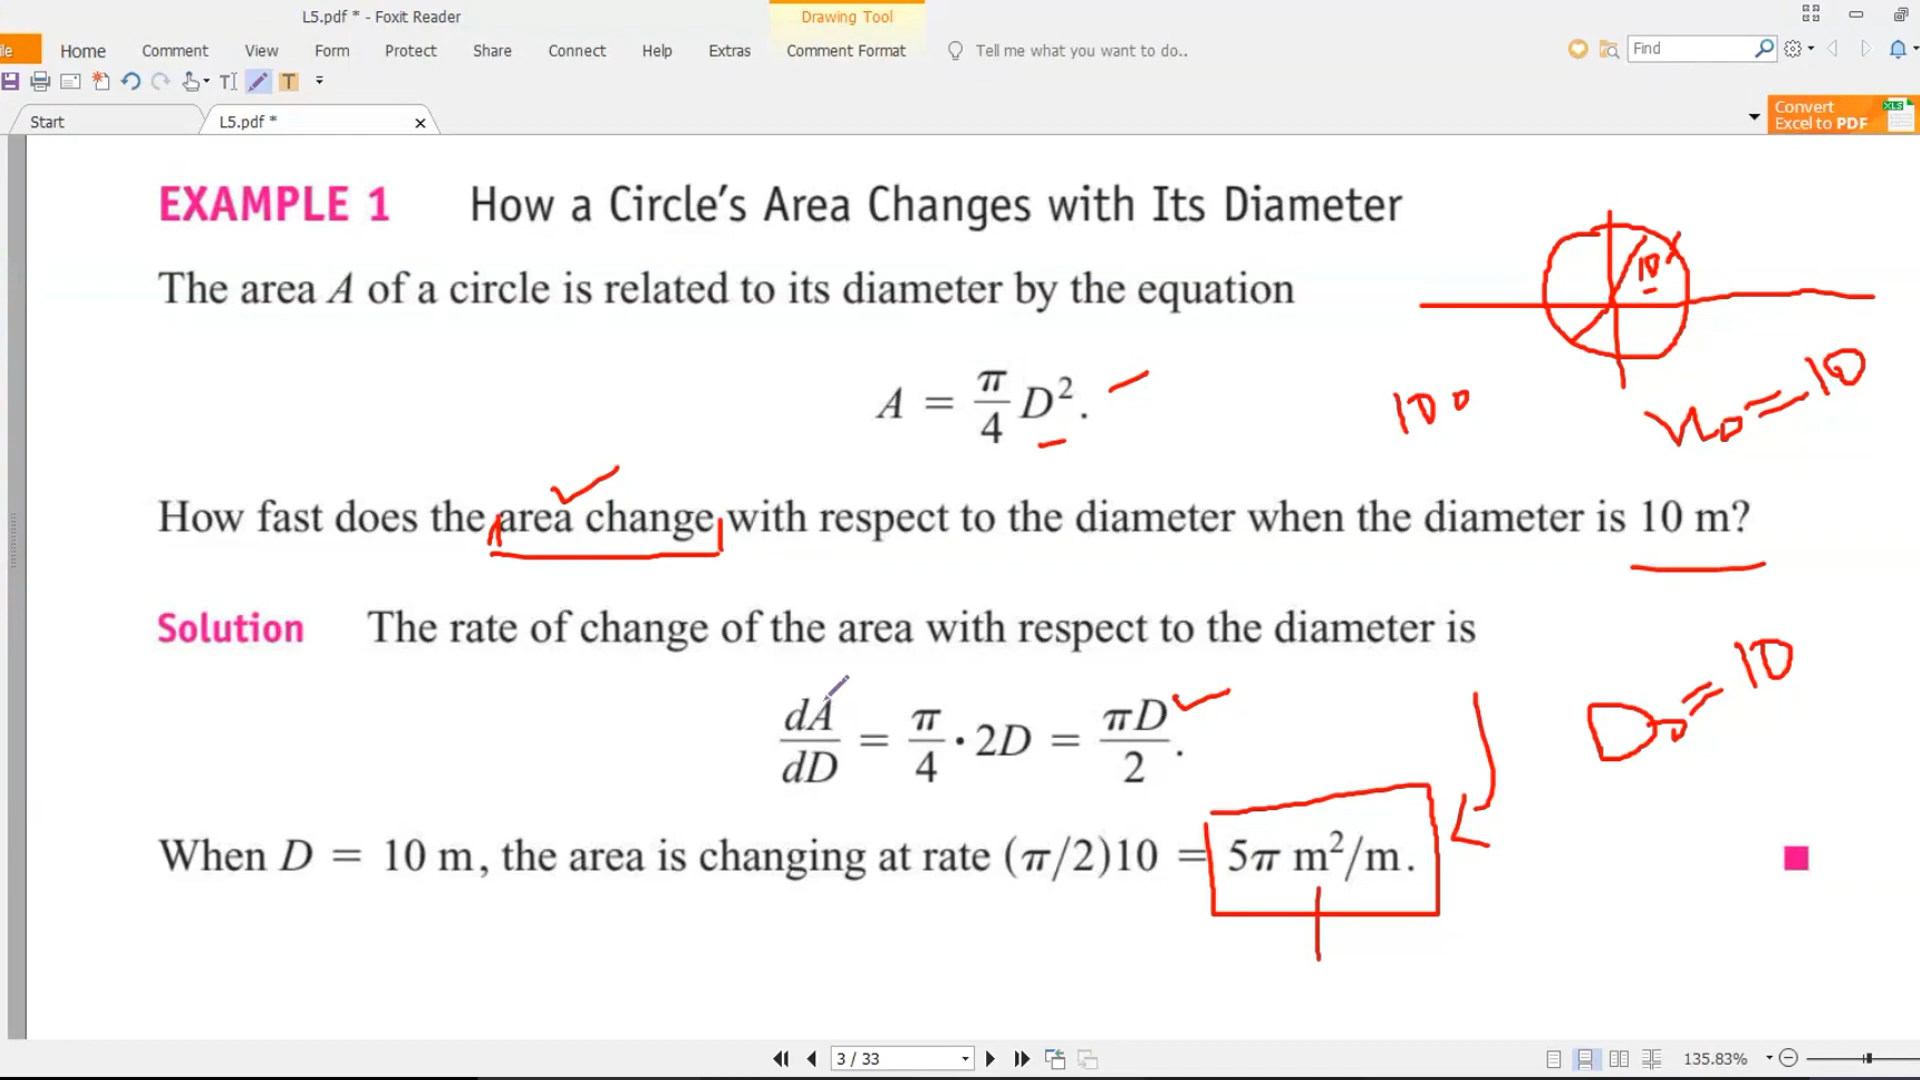 L5.pdf * - Foxit Reader
Drawing Tool
Home Comment View Form Protect Share Connect Help Extras Comment Format Tell me what you want to do..
Find
Start
L5.pdf *
Convert
Excel to PDF
XLS
EXAMPLE 1 How a Circle's Area Changes with Its Diameter
The area A of a circle is related to its diameter by the equation
10
A = π/4 D².
100
x₀ = 10
How fast does the area change with respect to the diameter when the diameter is 10 m?
Solution The rate of change of the area with respect to the diameter is
D₀ = 10
dA/dD = π/4 · 2D = πD/2.
When D = 10 m, the area is changing at rate (π/2)10 = 5π m²/m.
3 / 33
135.83%